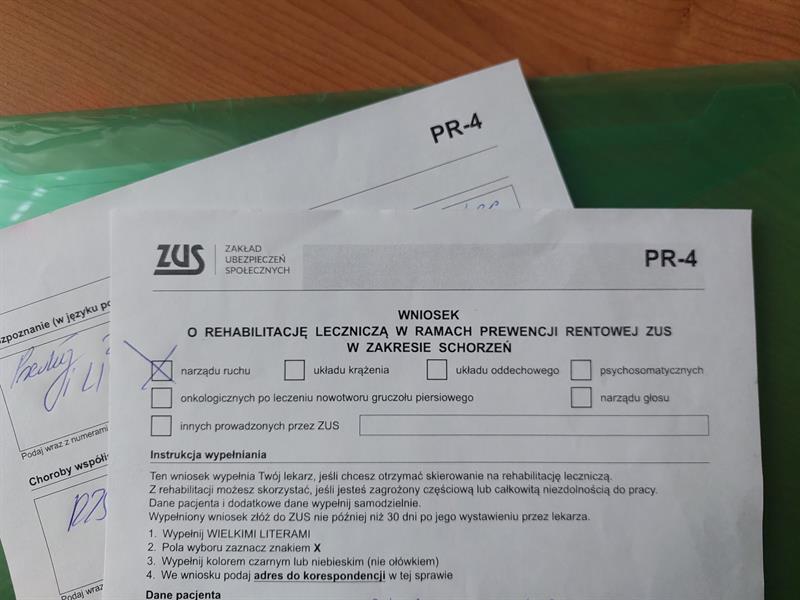 PR-4
ZUS
ZAKŁAD
UBEZPIECZEŃ
SPOŁECZNYCH
PR-4
WNIOSEK
O REHABILITACJĘ LECZNICZĄ W RAMACH PREWENCJI RENTOWEJ ZUS
W ZAKRESIE SCHORZEŃ
X narządu ruchu układu krążenia układu oddechowego psychosomatycznych
onkologicznych po leczeniu nowotworu gruczołu piersiowego narządu głosu
innych prowadzonych przez ZUS
Instrukcja wypełniania
Ten wniosek wypełnia Twój lekarz, jeśli chcesz otrzymać skierowanie na rehabilitację leczniczą.
Z rehabilitacji możesz skorzystać, jeśli jesteś zagrożony częściową lub całkowitą niezdolnością do pracy.
Dane pacjenta i dodatkowe dane wypełnij samodzielnie.
Wypełniony wniosek złóż do ZUS nie później niż 30 dni po jego wystawieniu przez lekarza.
1. Wypełnij WIELKIMI LITERAMI
2. Pola wyboru zaznacz znakiem X
3. Wypełnij kolorem czarnym lub niebieskim (nie ołówkiem)
4. We wniosku podaj adres do korespondencji w tej sprawie
Dane pacjenta
zpoznanie (w języku po
Podaj wraz z numerami
Choroby współi
Podaj wraz